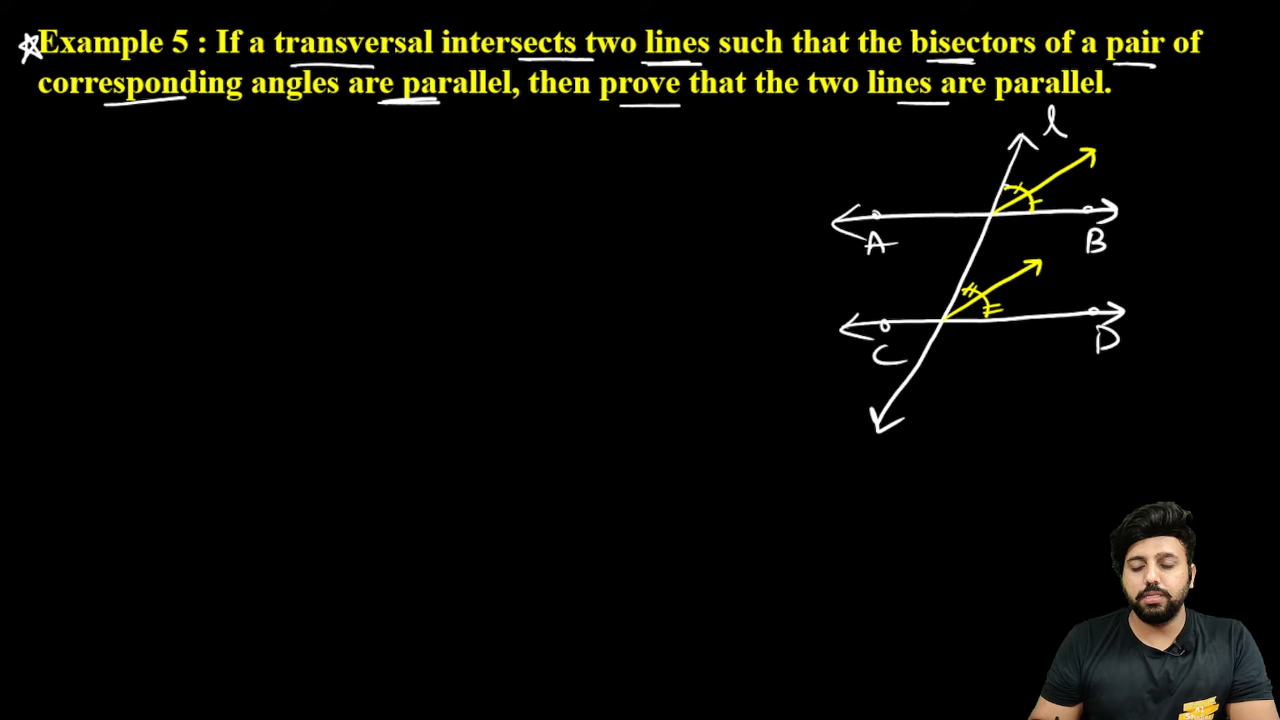 Example 5 : If a transversal intersects two lines such that the bisectors of a pair of
corresponding angles are parallel, then prove that the two lines are parallel.
l
A
B
C
D